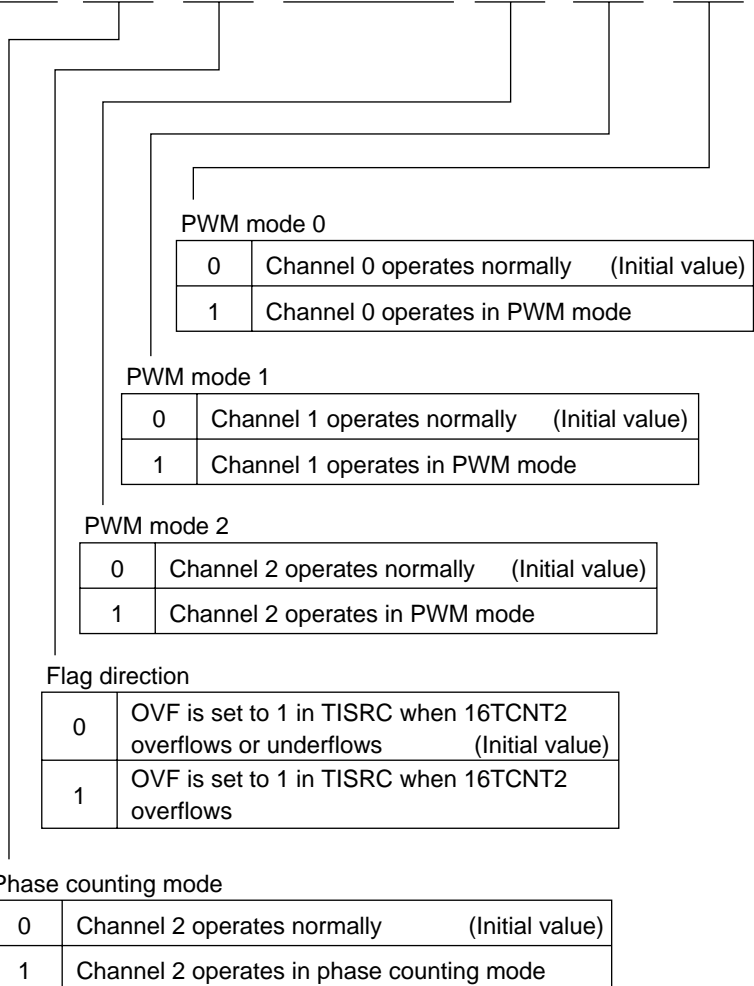 PWM mode 0
0 Channel 0 operates normally (Initial value)
1 Channel 0 operates in PWM mode
PWM mode 1
0 Channel 1 operates normally (Initial value)
1 Channel 1 operates in PWM mode
PWM mode 2
0 Channel 2 operates normally (Initial value)
1 Channel 2 operates in PWM mode
Flag direction
0 OVF is set to 1 in TISRC when 16TCNT2
overflows or underflows (Initial value)
1 OVF is set to 1 in TISRC when 16TCNT2
overflows
Phase counting mode
0 Channel 2 operates normally (Initial value)
1 Channel 2 operates in phase counting mode